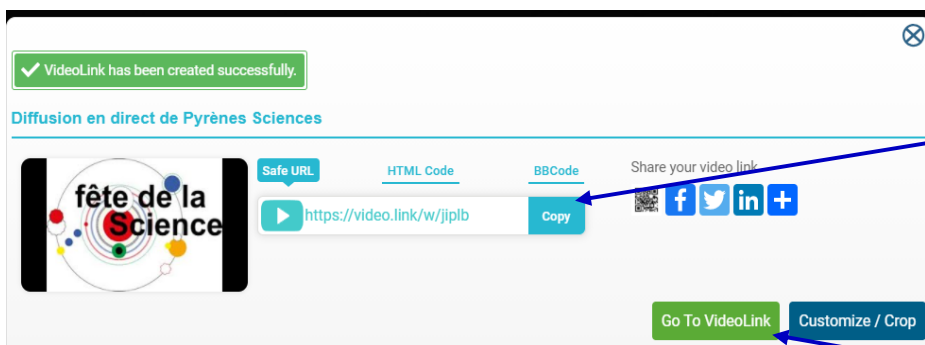 VideoLink has been created successfully.
Diffusion en direct de Pyrènes Sciences
fête de la
Science
Safe URL
HTML Code
BBCode
https://video.link/w/jiplb
Copy
Share your video link
Go To VideoLink
Customize / Crop